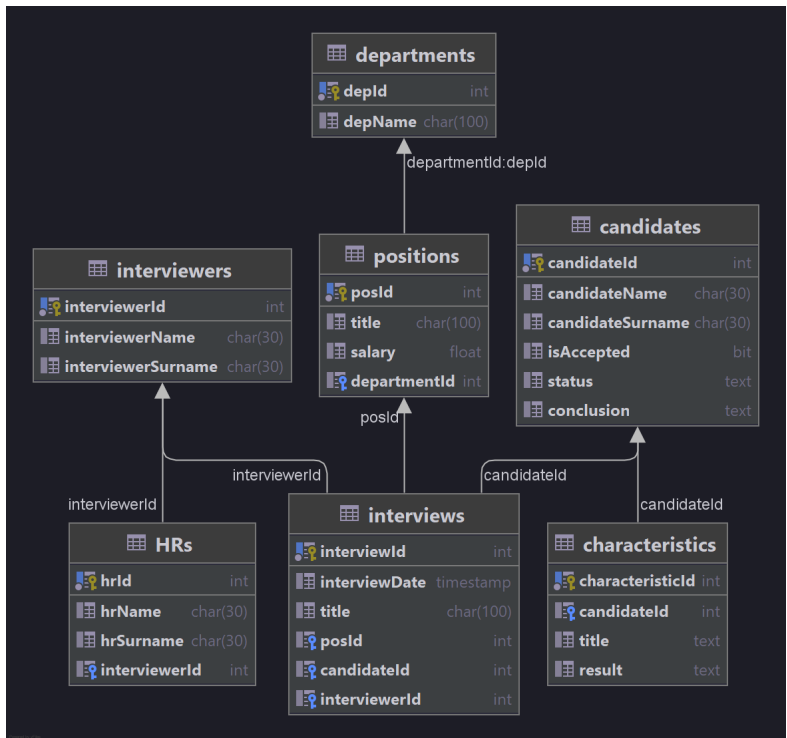 departments
depId int
depName char(100)
departmentId:depId
candidates
candidateId int
candidateName char(30)
candidateSurname char(30)
isAccepted bit
status text
conclusion text
positions
posId int
title char(100)
salary float
departmentId int
interviewers
interviewerId int
interviewerName char(30)
interviewerSurname char(30)
posId
interviewerId
candidateId
interviewerId
candidateId
interviews
interviewId int
interviewDate timestamp
title char(100)
posId int
candidateId int
interviewerId int
HRs
hrId int
hrName char(30)
hrSurname char(30)
interviewerId int
characteristics
characteristicId int
candidateId int
title text
result text